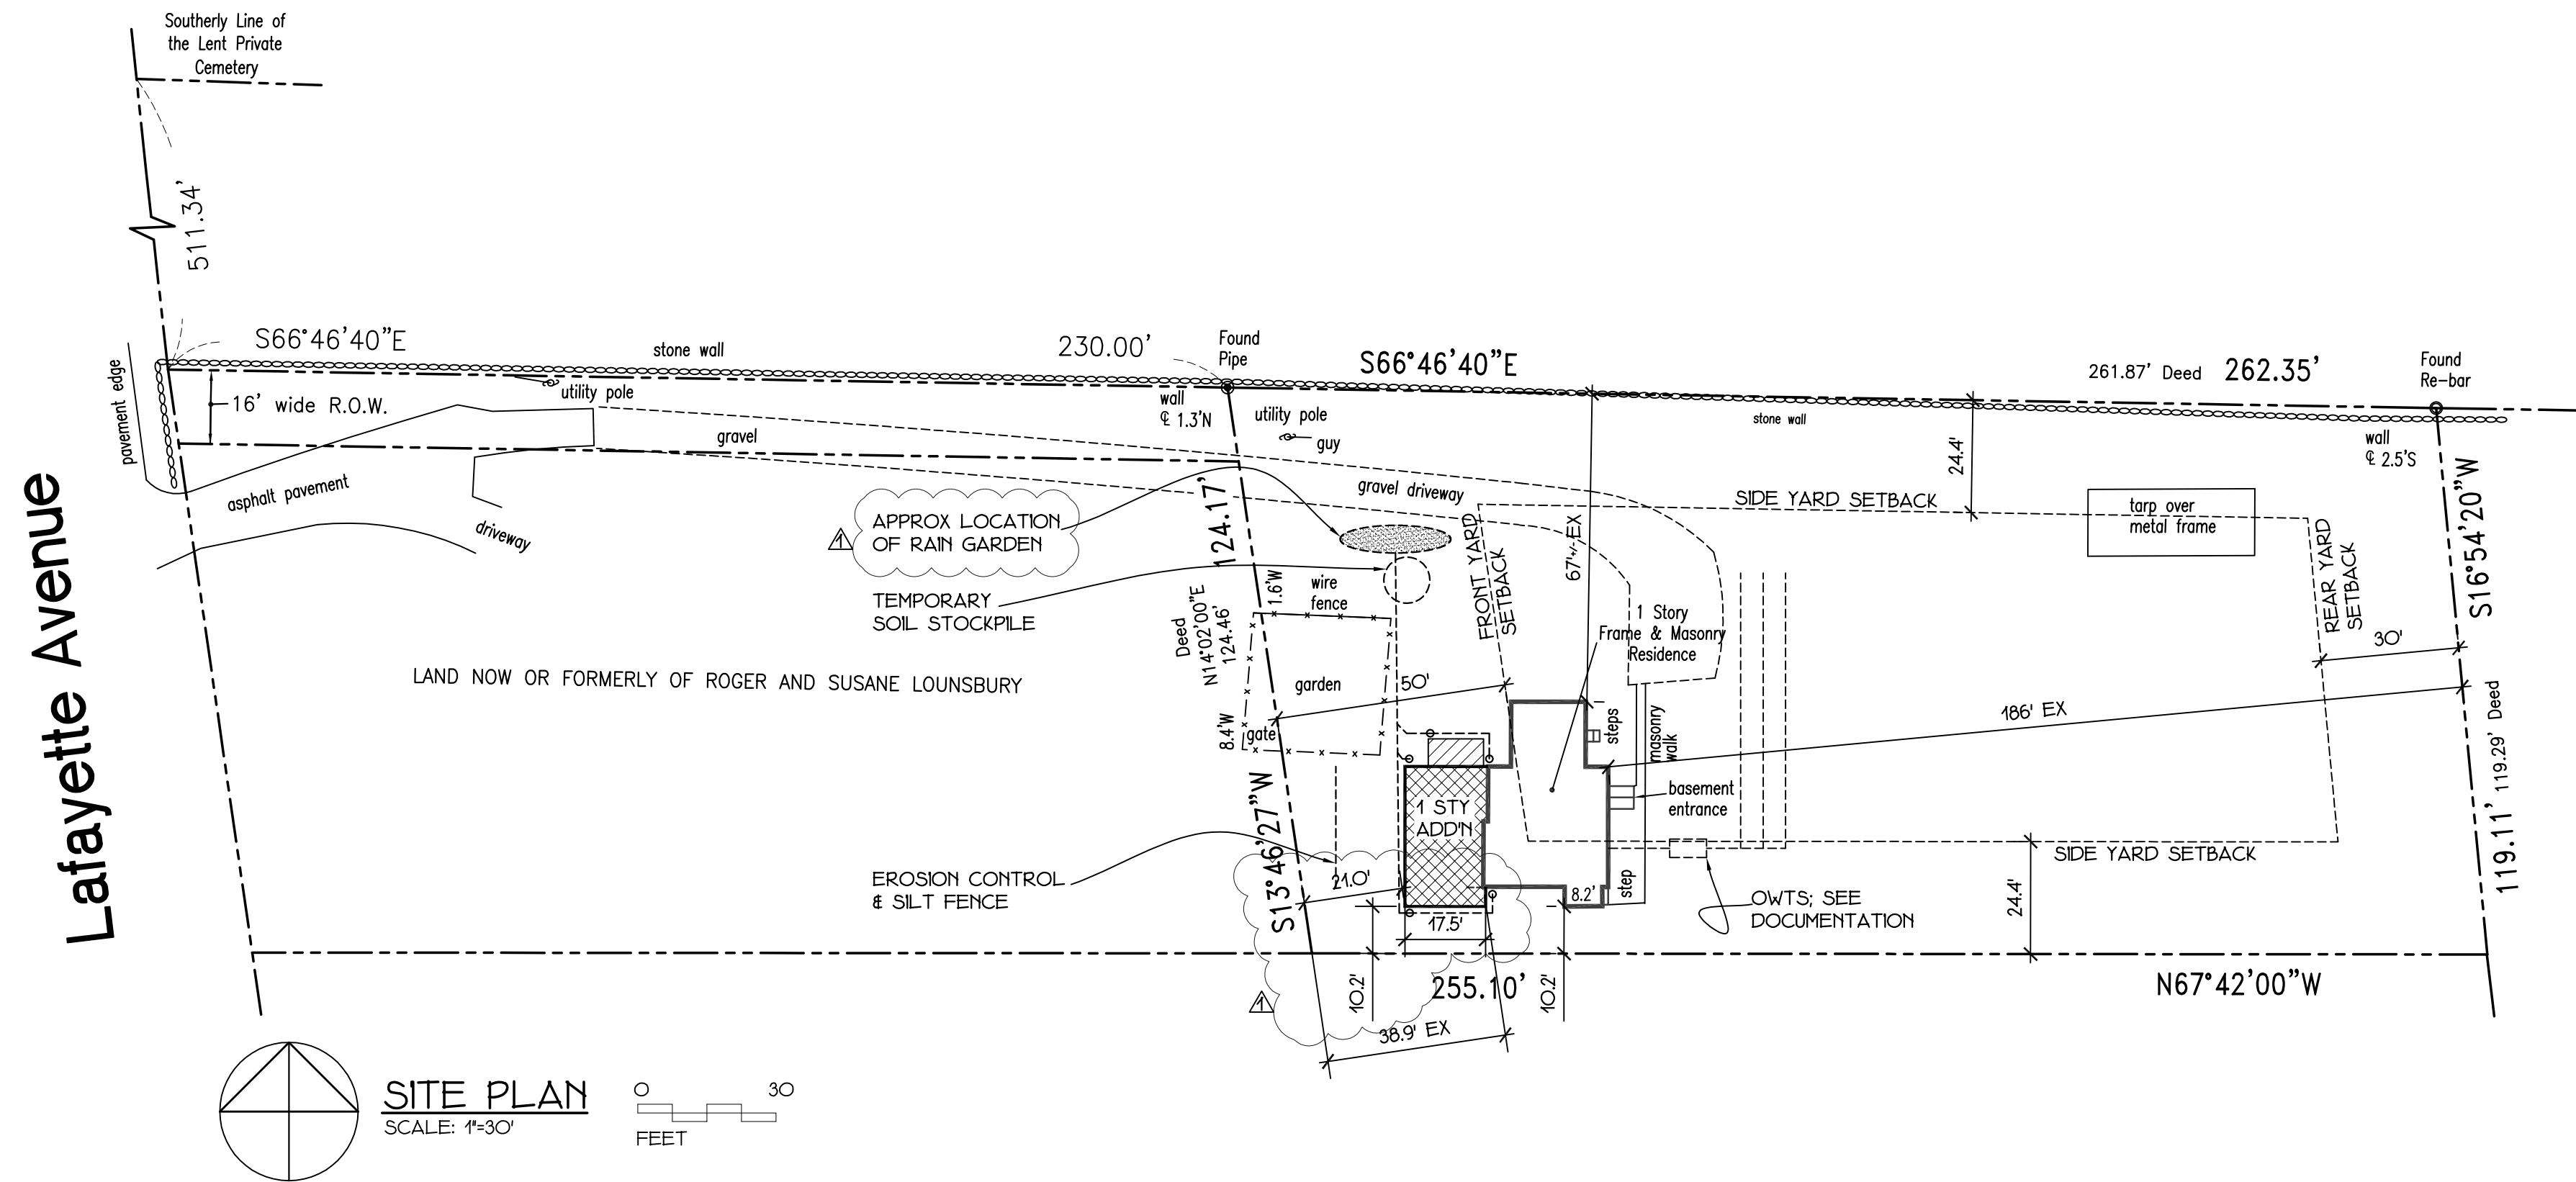 Southerly Line of
the Lent Private
Cemetery
511.34'
S66°46'40"E
stone wall
230.00'
Found
Pipe
S66°46'40"E
261.87' Deed
262.35'
Found
Re-bar
pavement edge
16' wide R.O.W.
utility pole
wall
℄ 1.3'N
utility pole
guy
stone wall
wall
℄ 2.5'S
gravel
24.4'
asphalt pavement
driveway
gravel driveway
SIDE YARD SETBACK
tarp over
metal frame
S16°54'20"W
APPROX LOCATION
OF RAIN GARDEN
1
124.17'
FRONT YARD
SETBACK
67'+/-EX
REAR YARD
SETBACK
30'
TEMPORARY
SOIL STOCKPILE
1.6'W
wire
fence
Deed
N14°02'00"E
124.46'
1 Story
Frame & Masonry
Residence
Lafayette Avenue
LAND NOW OR FORMERLY OF ROGER AND SUSANE LOUNSBURY
garden
50'
8.4'W
gate
steps
masonry
walk
186' EX
119.29' Deed
119.11'
basement
entrance
1 STY
ADD'N
S13°46'27"W
EROSION CONTROL
& SILT FENCE
21.0'
8.2'
step
OWTS; SEE
DOCUMENTATION
SIDE YARD SETBACK
24.4'
17.5'
10.2'
255.10'
10.2'
N67°42'00"W
1
38.9' EX
SITE PLAN
SCALE: 1"=30'
0 30
FEET